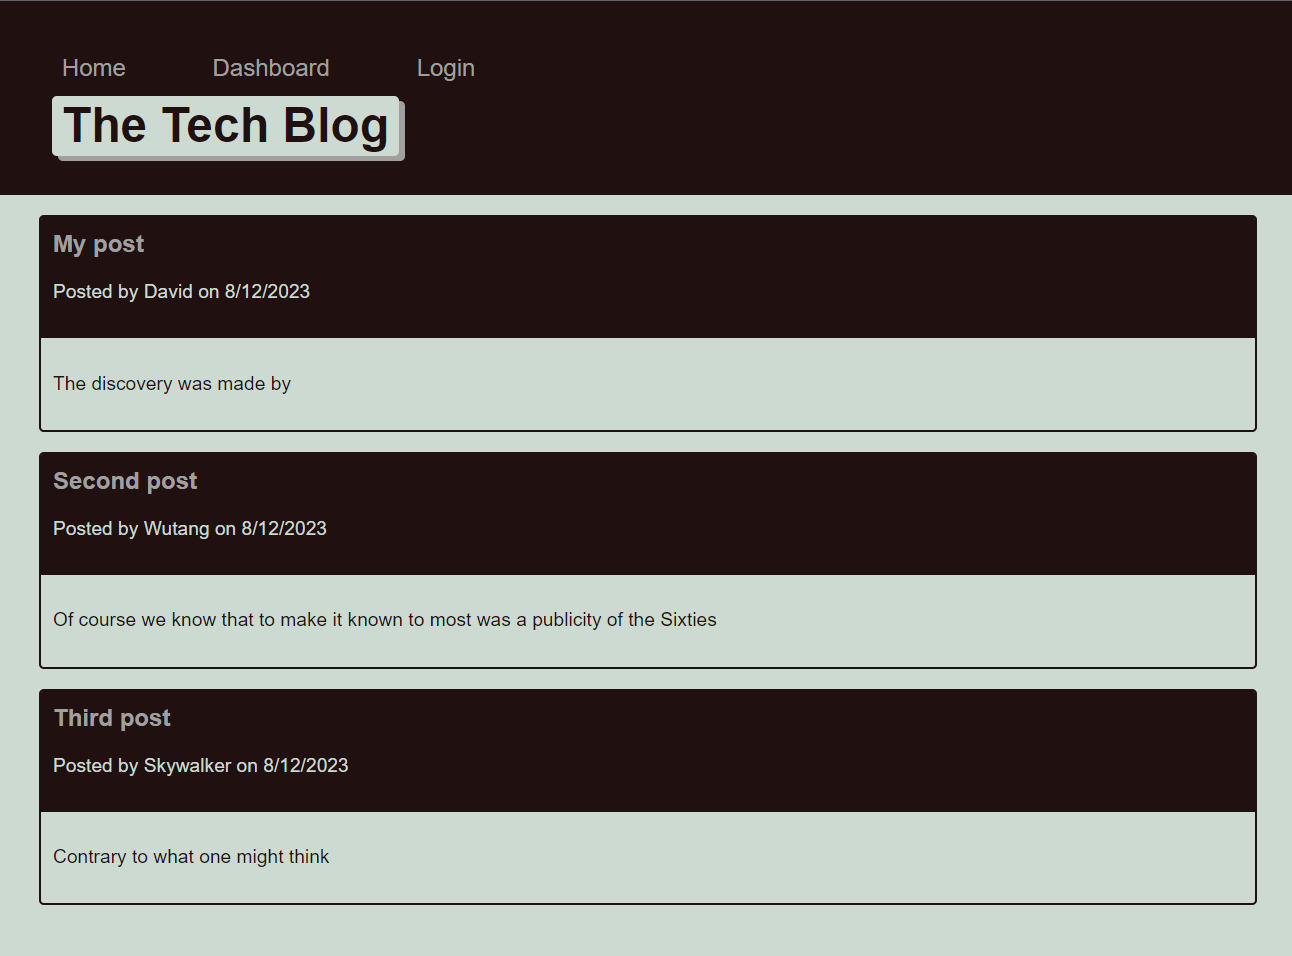 Home Dashboard Login
The Tech Blog
My post
Posted by David on 8/12/2023
The discovery was made by
Second post
Posted by Wutang on 8/12/2023
Of course we know that to make it known to most was a publicity of the Sixties
Third post
Posted by Skywalker on 8/12/2023
Contrary to what one might think